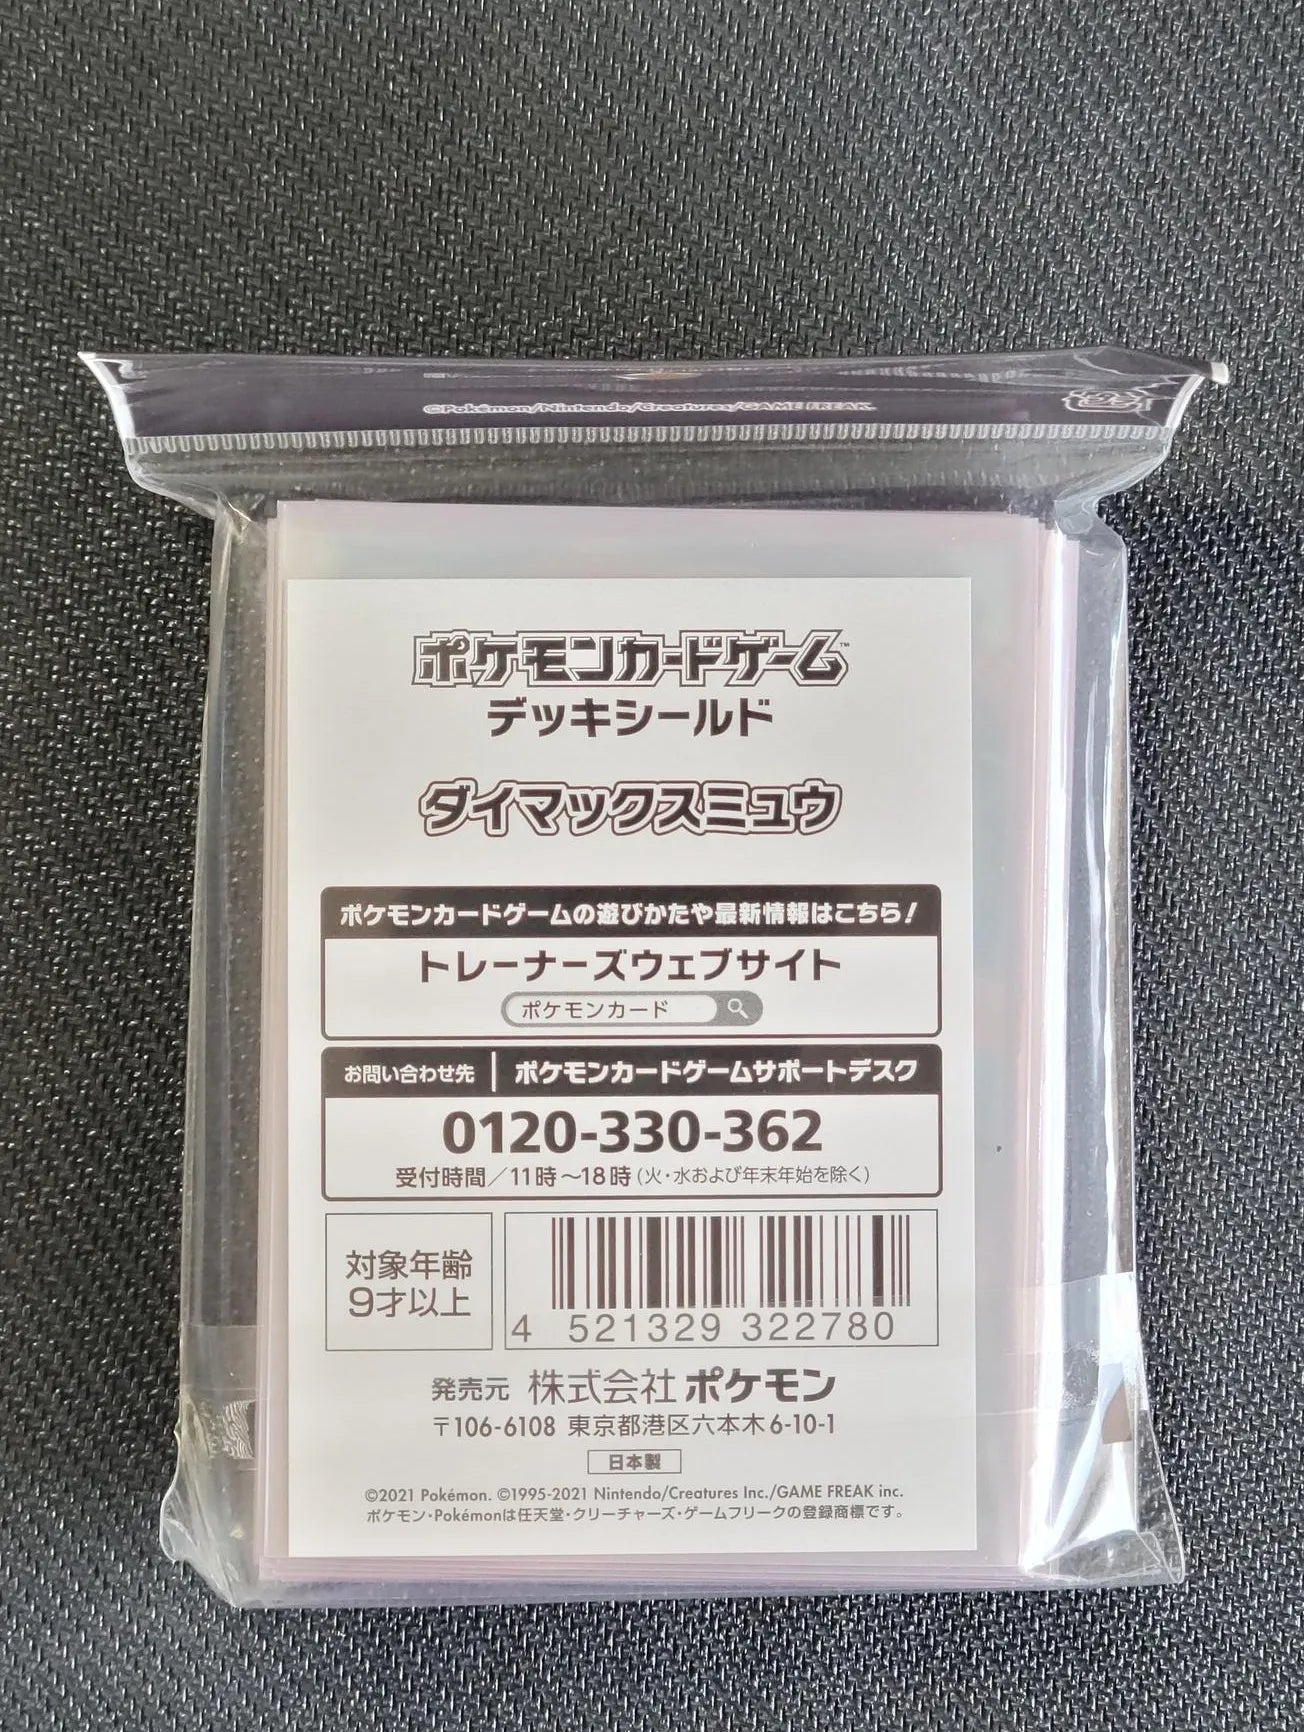 ©Pokémon/Nintendo/Creatures/GAME FREAK
ポケモンカードゲーム™
デッキシールド
ダイマックスミュウ
ポケモンカードゲームの遊びかたや最新情報はこちら!
トレーナーズウェブサイト
ポケモンカード
お問い合わせ先 ポケモンカードゲームサポートデスク
0120-330-362
受付時間/11時~18時(火・水および年末年始を除く)
対象年齢
9才以上
4 521329 322780
発売元 株式会社ポケモン
〒106-6108 東京都港区六本木6-10-1
日本製
©2021 Pokémon. ©1995-2021 Nintendo/Creatures Inc./GAME FREAK inc.
ポケモン・Pokémonは任天堂・クリーチャーズ・ゲームフリークの登録商標です。